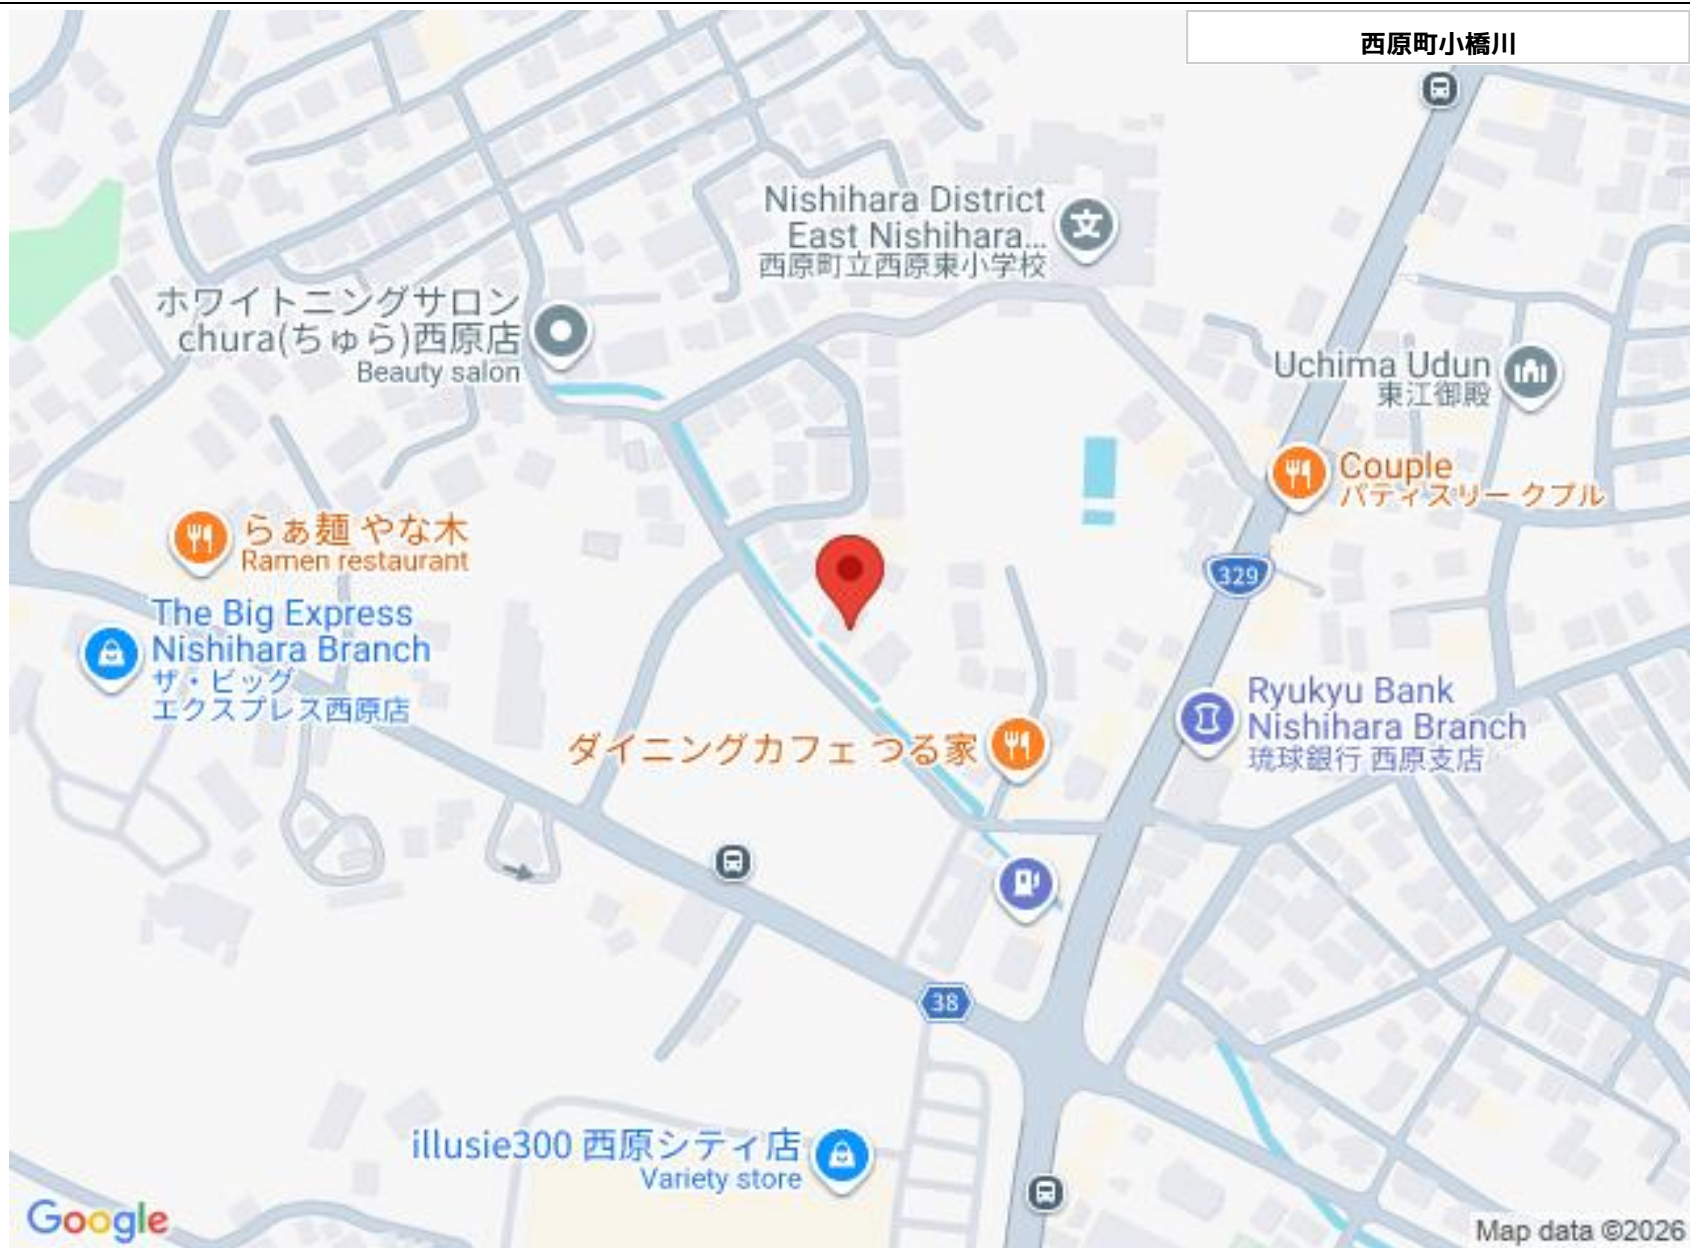 西原町小橋川
Nishihara District
East Nishihara...
西原町立西原東小学校
文
ホワイトニングサロン
chura(ちゅら)西原店
Beauty salon
Uchima Udun
東江御殿
Couple
パティスリー クプル
らぁ麺 やな木
Ramen restaurant
329
The Big Express
Nishihara Branch
ザ・ビッグ
エクスプレス西原店
Ryukyu Bank
Nishihara Branch
琉球銀行 西原支店
ダイニングカフェ つる家
38
illusie300 西原シティ店
Variety store
Google
Map data ©2026